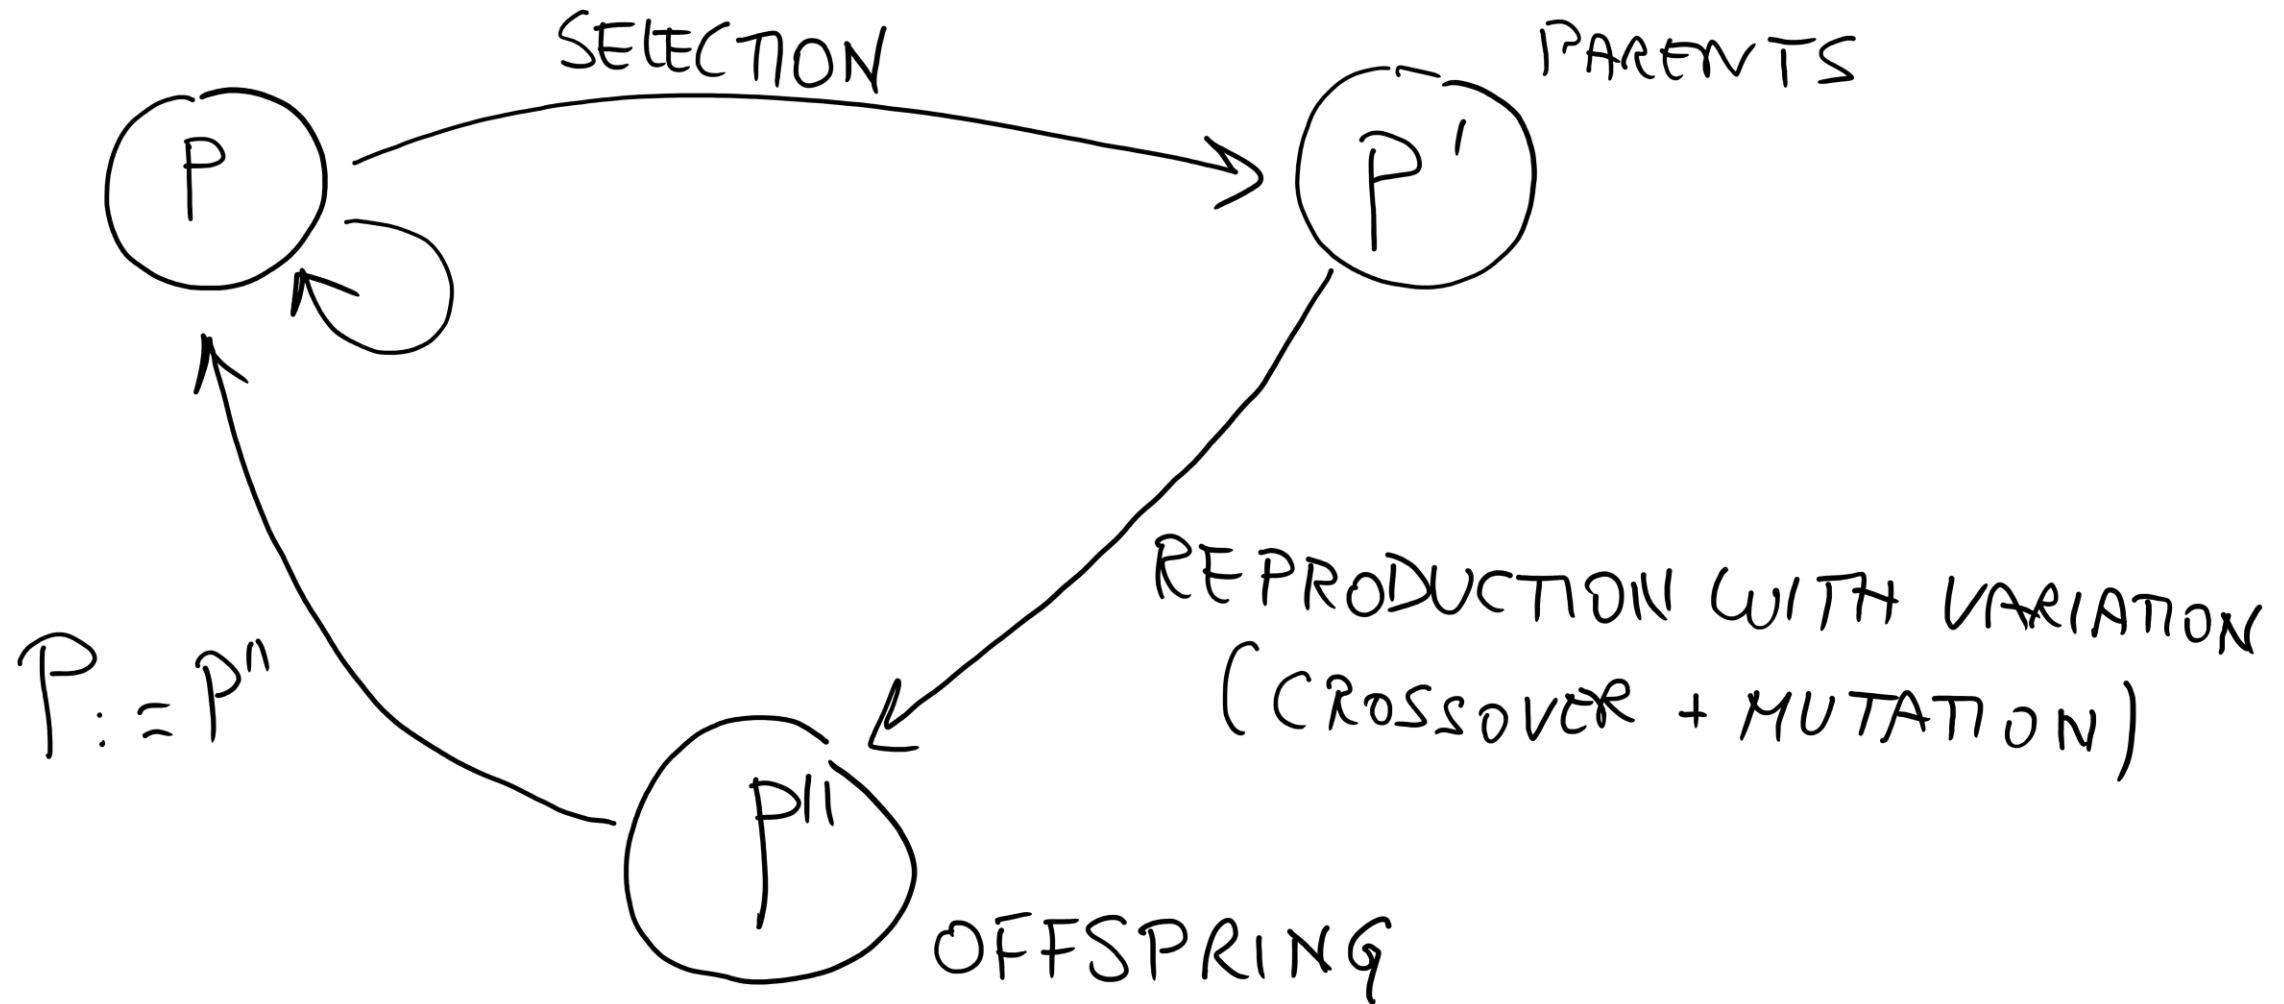 SELECTION
PARENTS
P
P'
REPRODUCTION WITH VARIATION
(CROSSOVER + MUTATION)
P := P''
P''
OFFSPRING